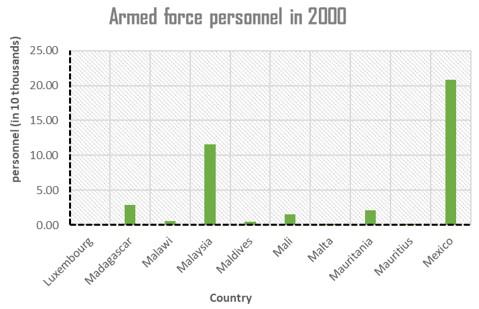 Armed force personnel in 2000
personnel (in 10 thousands)
25.00
20.00
15.00
10.00
5.00
0.00
Luxembourg
Madagascar
Malawi
Malaysia
Maldives
Mali
Malta
Mauritania
Mauritius
Mexico
Country